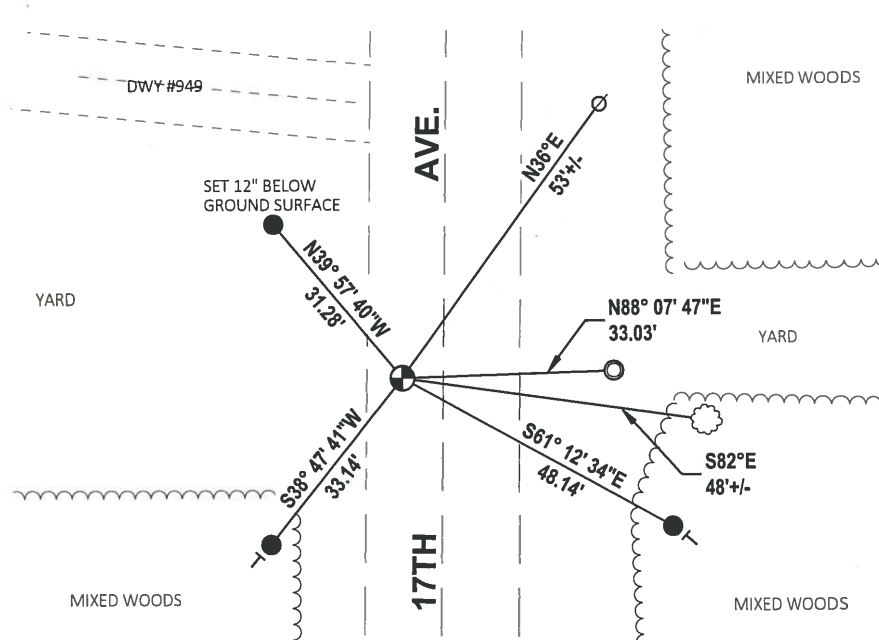 DWY #949
MIXED WOODS
AVE.
N36°E
53'+/-
SET 12" BELOW
GROUND SURFACE
N39° 57' 40"W
31.28'
YARD
N88° 07' 47"E
33.03'
YARD
S38° 47' 41"W
33.14'
S61° 12' 34"E
48.14'
S82°E
48'+/-
17TH
MIXED WOODS
MIXED WOODS